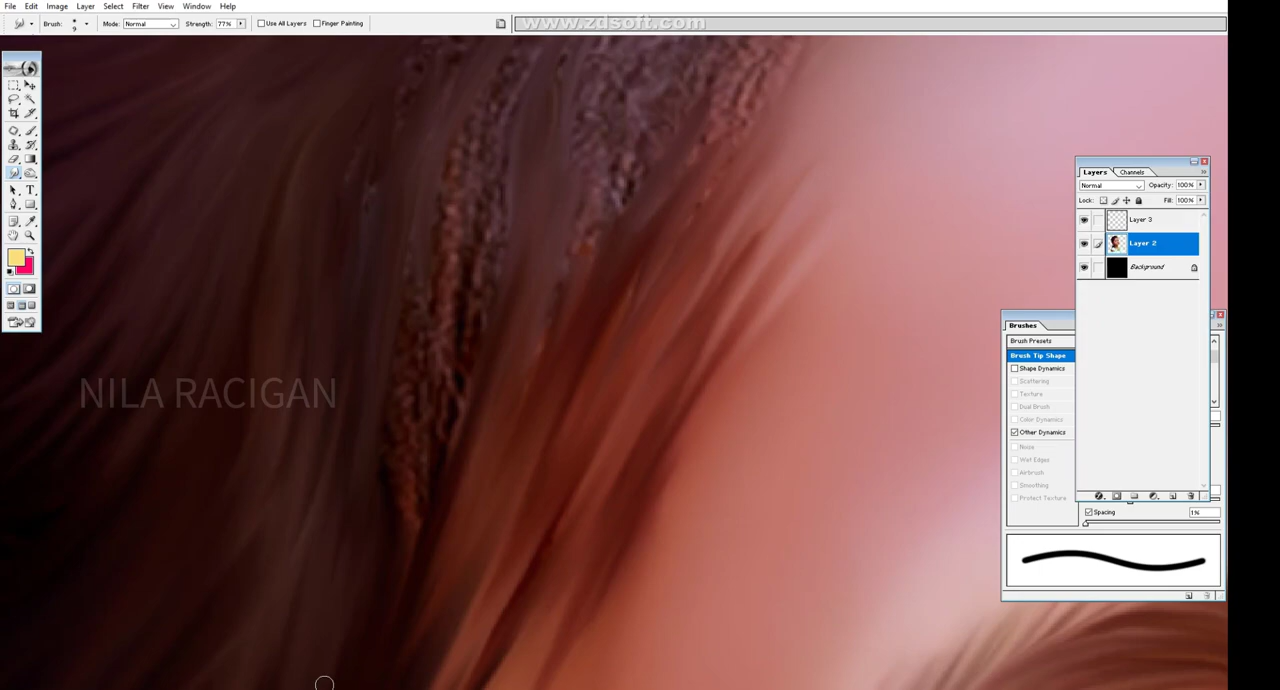 File Edit Image Layer Select Filter View Window Help
Brush: 9 Mode: Normal Strength: 77% Use All Layers Finger Painting
www.zdsoft.com
Layers Channels
Normal Opacity: 100%
Lock: Fill: 100%
Layer 3
Layer 2
Background
Brushes
Brush Presets
Brush Tip Shape
Shape Dynamics
Scattering
Texture
Dual Brush
Color Dynamics
Other Dynamics
Noise
Wet Edges
Airbrush
Smoothing
Protect Texture
Spacing 1%
NILA RACIGAN